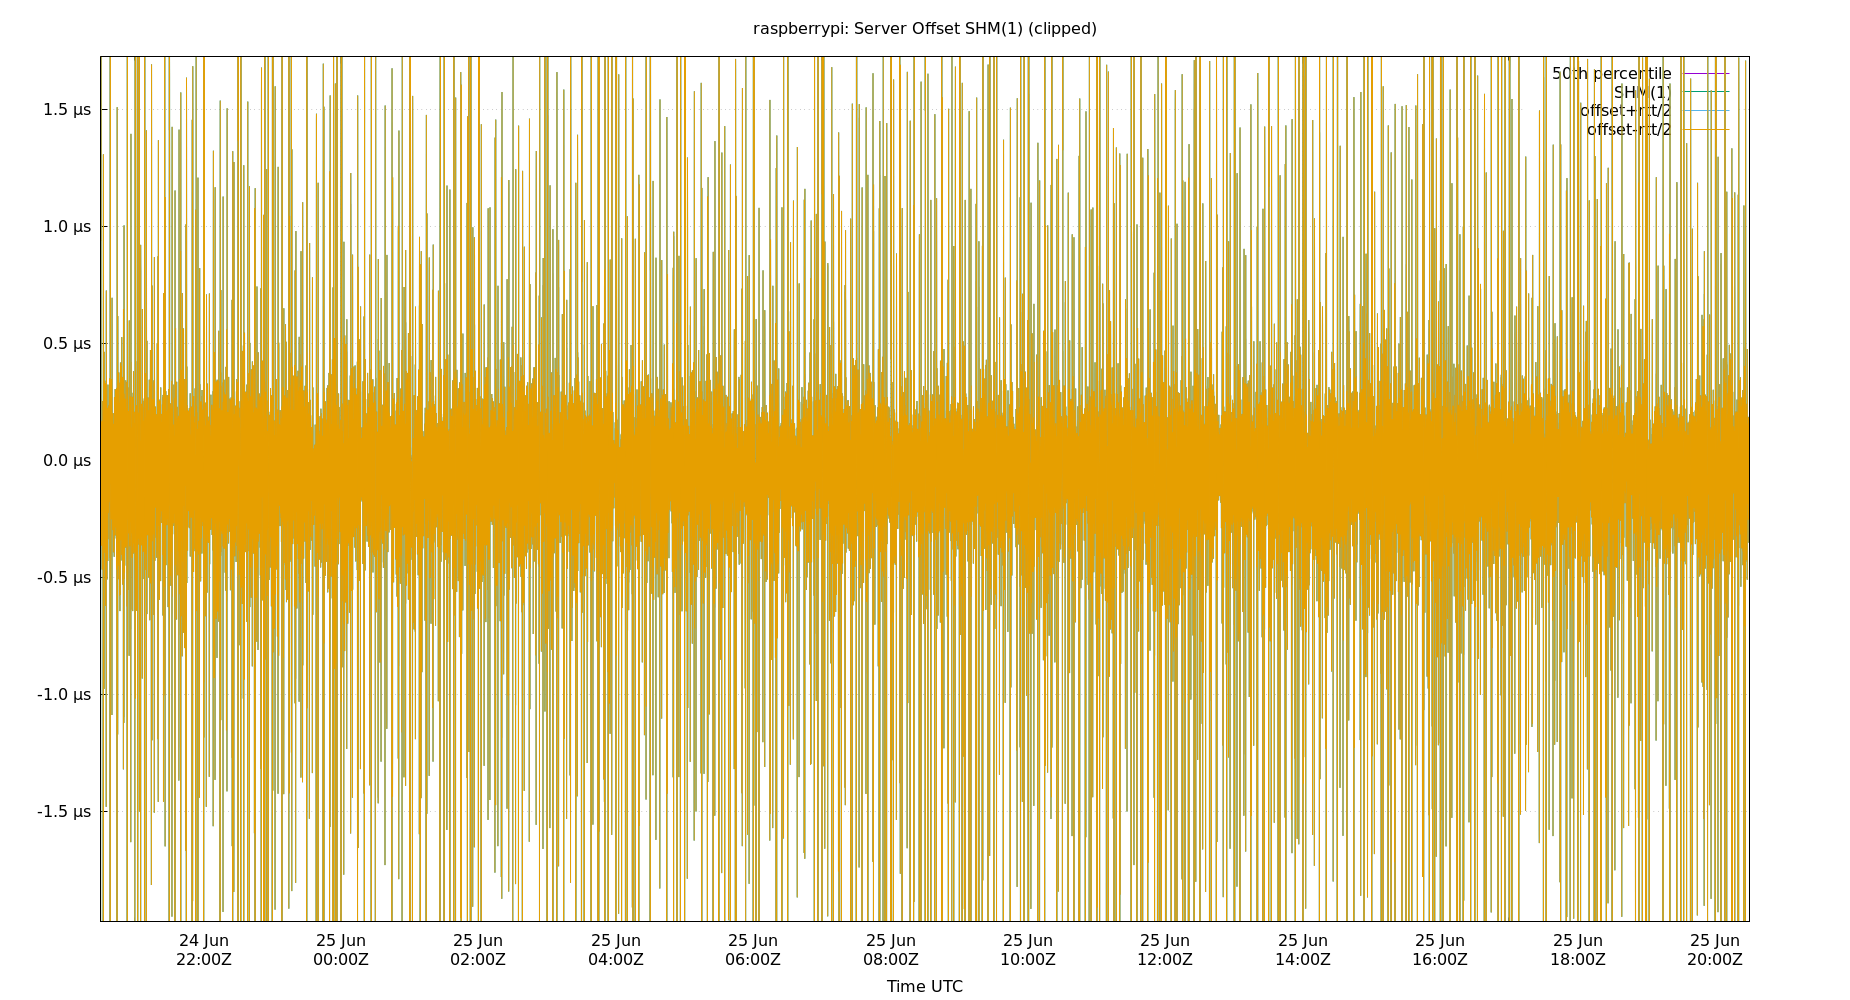 raspberrypi: Server Offset SHM(1) (clipped)
50th percentile
SHM(1)
offset+rtt/2
offset-rtt/2
1.5 µs
1.0 µs
0.5 µs
0.0 µs
-0.5 µs
-1.0 µs
-1.5 µs
24 Jun 25 Jun 25 Jun 25 Jun 25 Jun 25 Jun 25 Jun 25 Jun 25 Jun 25 Jun 25 Jun 25 Jun
22:00Z 00:00Z 02:00Z 04:00Z 06:00Z 08:00Z 10:00Z 12:00Z 14:00Z 16:00Z 18:00Z 20:00Z
Time UTC